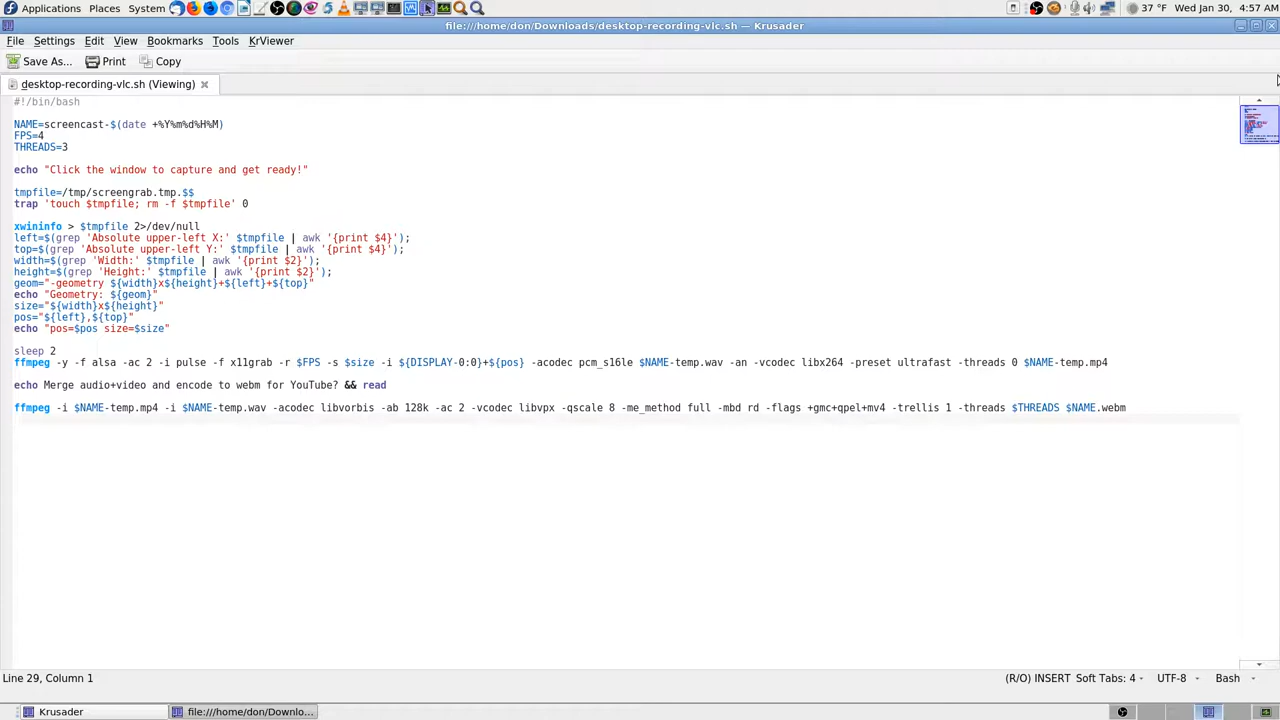 Applications Places System 37 °F Wed Jan 30, 4:57 AM
file:///home/don/Downloads/desktop-recording-vlc.sh — Krusader
File Settings Edit View Bookmarks Tools KrViewer
Save As... Print Copy
desktop-recording-vlc.sh (Viewing)
#!/bin/bash
NAME=screencast-$(date +%Y%m%d%H%M)
FPS=4
THREADS=3
echo "Click the window to capture and get ready!"
tmpfile=/tmp/screengrab.tmp.$$
trap 'touch $tmpfile; rm -f $tmpfile' 0
xwininfo > $tmpfile 2>/dev/null
left=$(grep 'Absolute upper-left X:' $tmpfile | awk '{print $4}');
top=$(grep 'Absolute upper-left Y:' $tmpfile | awk '{print $4}');
width=$(grep 'Width:' $tmpfile | awk '{print $2}');
height=$(grep 'Height:' $tmpfile | awk '{print $2}');
geom="-geometry ${width}x${height}+${left}+${top}"
echo "Geometry: ${geom}"
size="${width}x${height}"
pos="${left},${top}"
echo "pos=$pos size=$size"
sleep 2
ffmpeg -y -f alsa -ac 2 -i pulse -f x11grab -r $FPS -s $size -i ${DISPLAY-0:0}+${pos} -acodec pcm_s16le $NAME-temp.wav -an -vcodec libx264 -preset ultrafast -threads 0 $NAME-temp.mp4
echo Merge audio+video and encode to webm for YouTube? && read
ffmpeg -i $NAME-temp.mp4 -i $NAME-temp.wav -acodec libvorbis -ab 128k -ac 2 -vcodec libvpx -qscale 8 -me_method full -mbd rd -flags +gmc+qpel+mv4 -trellis 1 -threads $THREADS $NAME.webm
Line 29, Column 1 (R/O) INSERT Soft Tabs: 4 UTF-8 Bash
Krusader file:///home/don/Downlo...